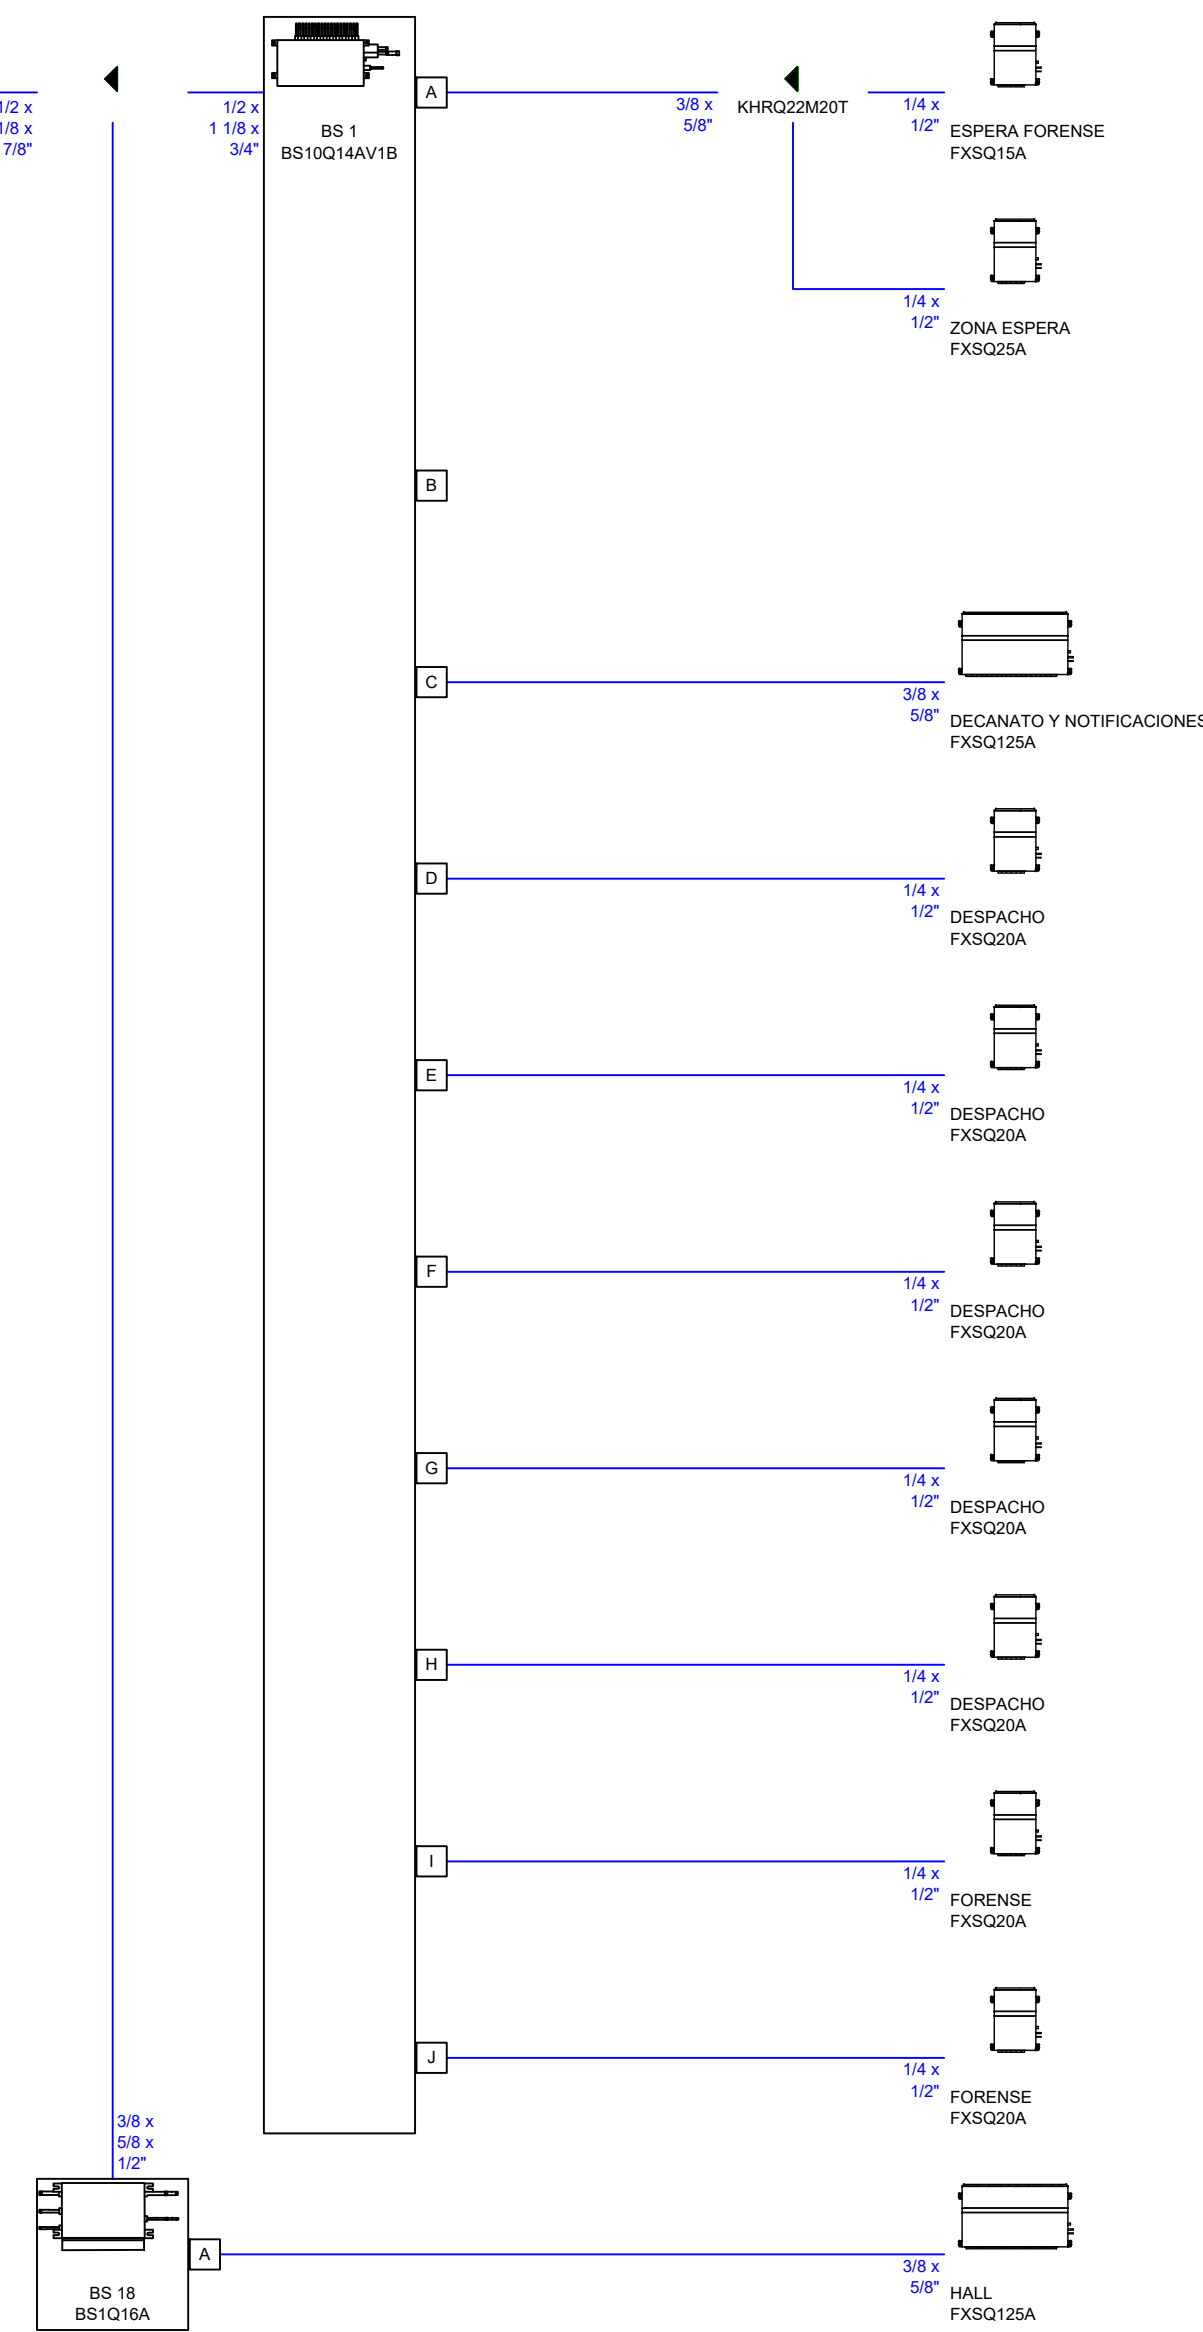 1/2 x
1/8 x
7/8"
1/2 x
1 1/8 x
3/4"
BS 1
BS10Q14AV1B
A
3/8 x
5/8"
KHRQ22M20T
1/4 x
1/2"
ESPERA FORENSE
FXSQ15A
1/4 x
1/2"
ZONA ESPERA
FXSQ25A
B
C
3/8 x
5/8"
DECANATO Y NOTIFICACIONES
FXSQ125A
D
1/4 x
1/2"
DESPACHO
FXSQ20A
E
1/4 x
1/2"
DESPACHO
FXSQ20A
F
1/4 x
1/2"
DESPACHO
FXSQ20A
G
1/4 x
1/2"
DESPACHO
FXSQ20A
H
1/4 x
1/2"
DESPACHO
FXSQ20A
I
1/4 x
1/2"
FORENSE
FXSQ20A
J
1/4 x
1/2"
FORENSE
FXSQ20A
3/8 x
5/8 x
1/2"
BS 18
BS1Q16A
A
3/8 x
5/8"
HALL
FXSQ125A